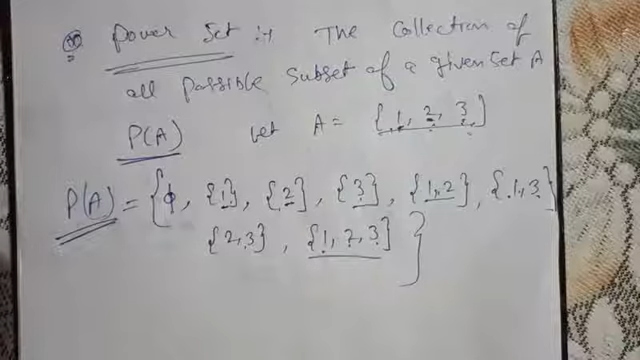 Power Set :→ The Collection of
all possible Subset of a given Set A
P(A) Let A = {1, 2, 3}
P(A) = {ϕ, {1}, {2}, {3}, {1,2}, {1,3}
{2,3}, {1,2,3} }